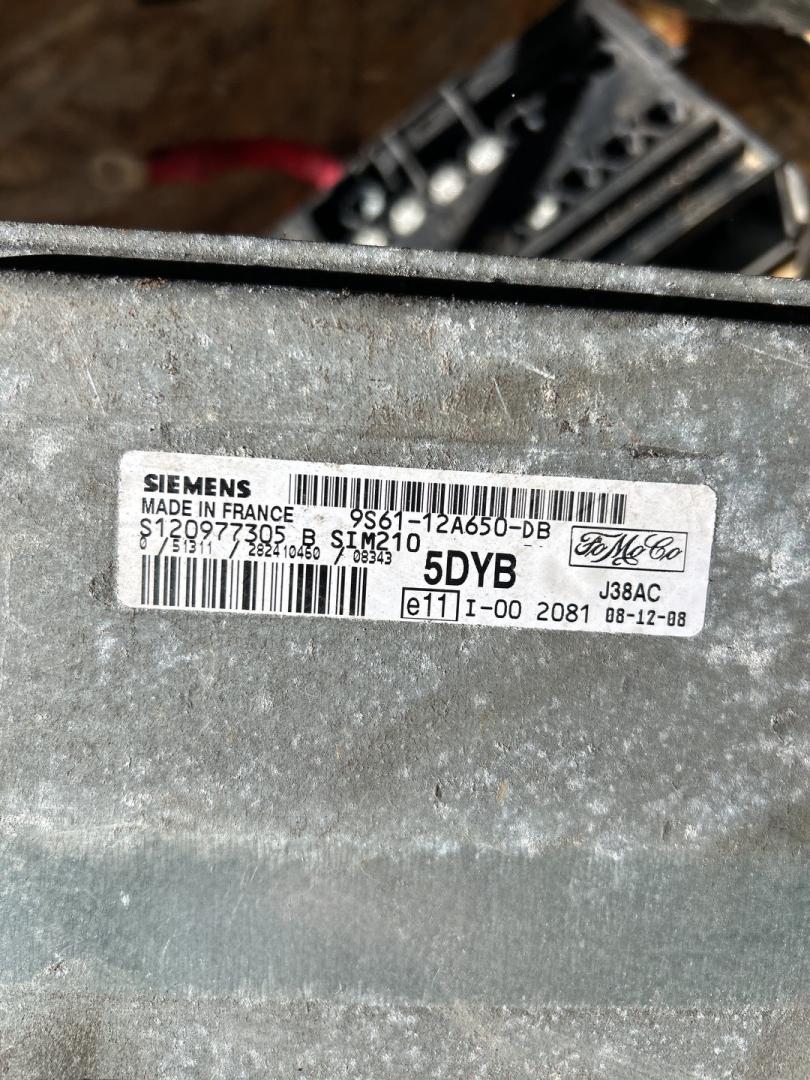 SIEMENS
MADE IN FRANCE
9S61-12A650-DB
S120977305 B SIM210
0 / 51311 / 282410460 / 08343
5DYB
FoMoCo
J38AC
e11 I-00 2081 08-12-08